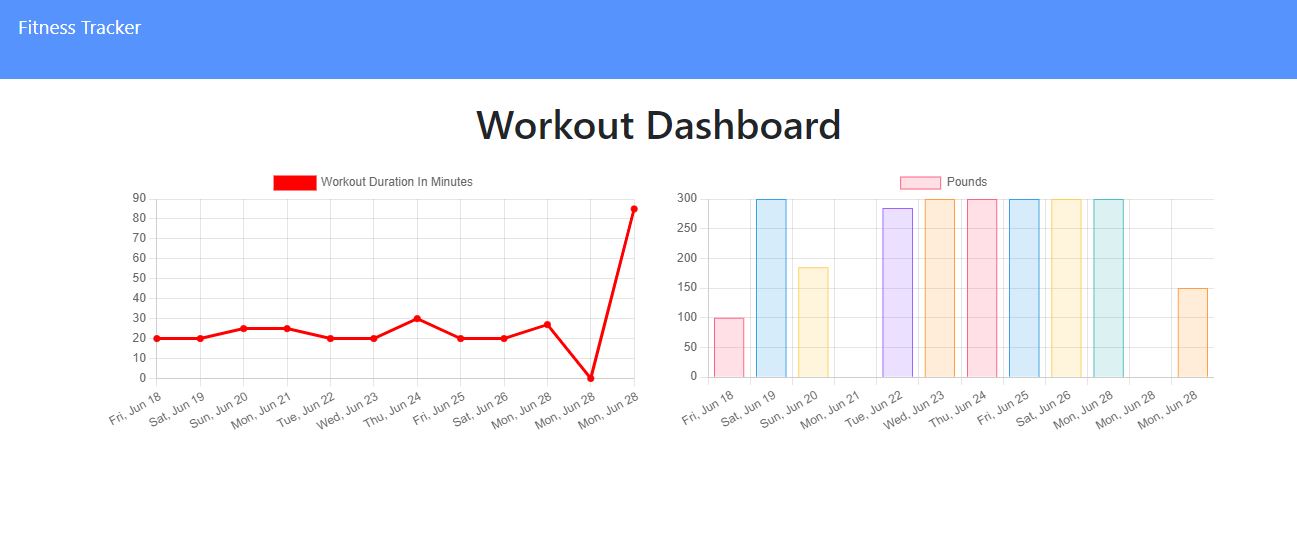 Fitness Tracker
Workout Dashboard
Workout Duration In Minutes
90
80
70
60
50
40
30
20
10
0
Fri, Jun 18
Sat, Jun 19
Sun, Jun 20
Mon, Jun 21
Tue, Jun 22
Wed, Jun 23
Thu, Jun 24
Fri, Jun 25
Sat, Jun 26
Mon, Jun 28
Mon, Jun 28
Mon, Jun 28
Pounds
300
250
200
150
100
50
0
Fri, Jun 18
Sat, Jun 19
Sun, Jun 20
Mon, Jun 21
Tue, Jun 22
Wed, Jun 23
Thu, Jun 24
Fri, Jun 25
Sat, Jun 26
Mon, Jun 28
Mon, Jun 28
Mon, Jun 28